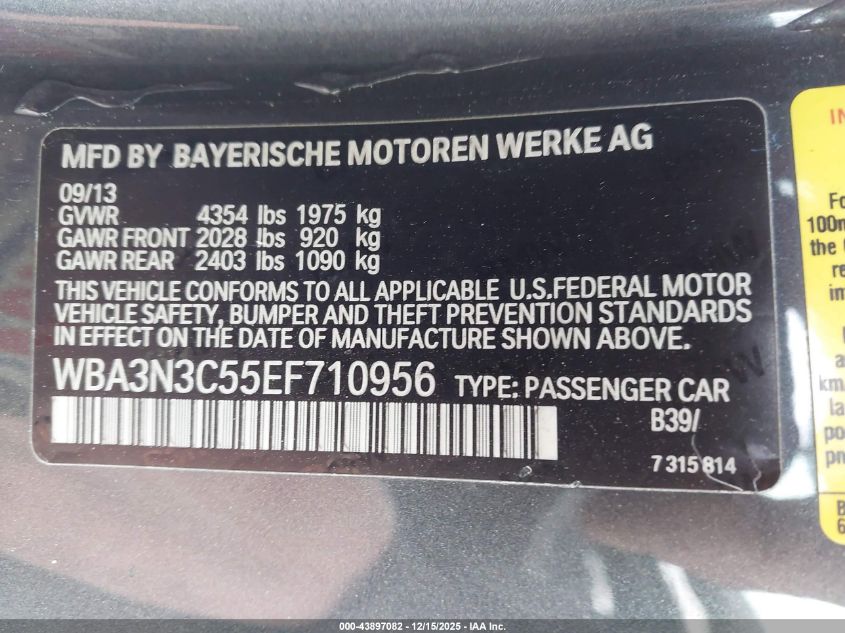 MFD BY BAYERISCHE MOTOREN WERKE AG
09/13
GVWR 4354 lbs 1975 kg
GAWR FRONT 2028 lbs 920 kg
GAWR REAR 2403 lbs 1090 kg
THIS VEHICLE CONFORMS TO ALL APPLICABLE U.S.FEDERAL MOTOR
VEHICLE SAFETY, BUMPER AND THEFT PREVENTION STANDARDS
IN EFFECT ON THE DATE OF MANUFACTURE SHOWN ABOVE.
WBA3N3C55EF710956 TYPE: PASSENGER CAR
B39/
7 315 814
100m
the
km/
000-43897082 - 12/15/2025 - IAA Inc.